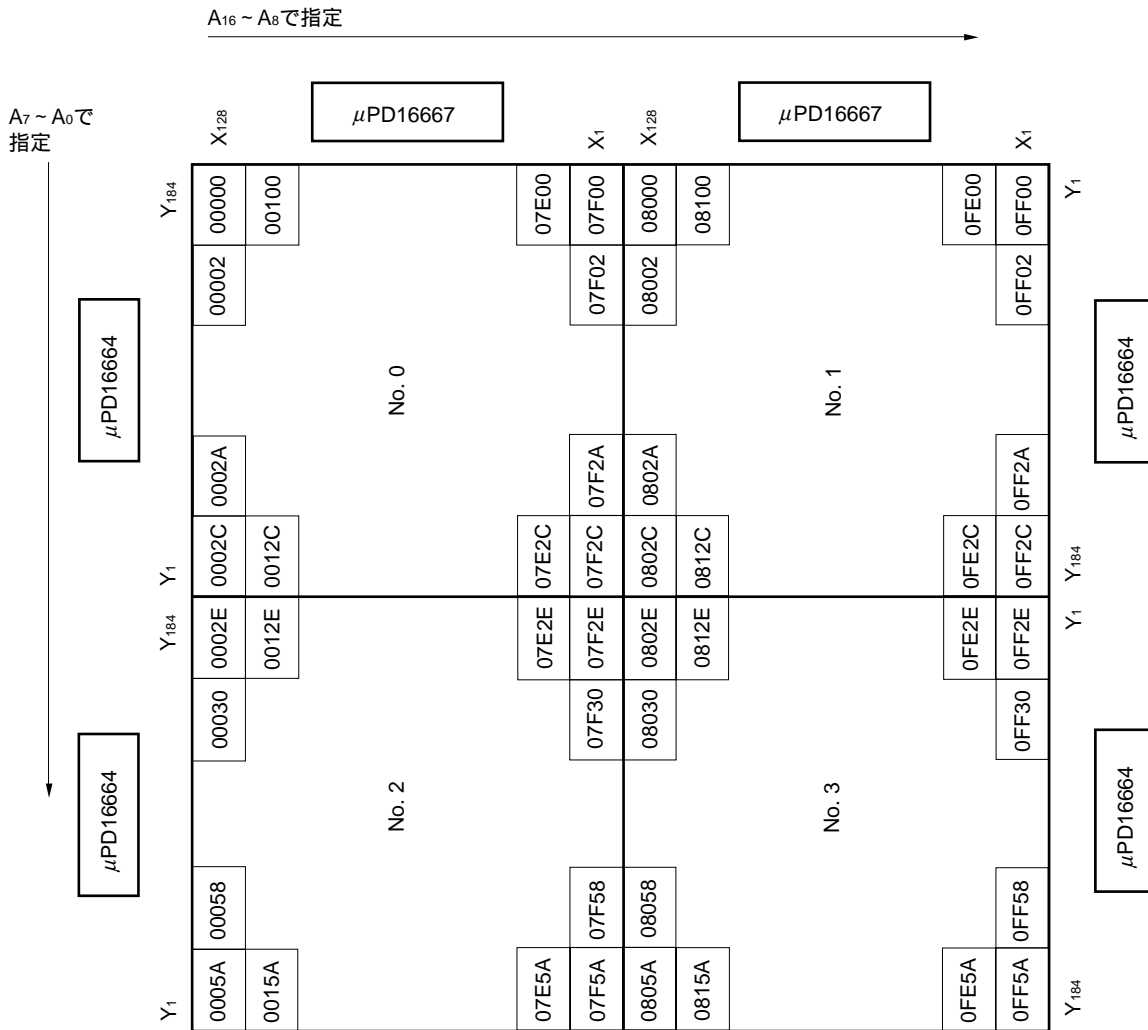 A16 ~ A8で指定
A7 ~ A0で
指定
μPD16667 μPD16667
X128 X1 X128 X1
Y184 00000 00100 07E00 07F00 08000 08100 0FE00 0FF00 Y1
00002 07F02 08002 0FF02
μPD16664 No. 0 No. 1 μPD16664
0002A 07F2A 0802A 0FF2A
Y1 0002C 0012C 07E2C 07F2C 0802C 0812C 0FE2C 0FF2C Y184
Y184 0002E 0012E 07E2E 07F2E 0802E 0812E 0FE2E 0FF2E Y1
00030 07F30 08030 0FF30
μPD16664 No. 2 No. 3 μPD16664
00058 07F58 08058 0FF58
Y1 0005A 0015A 07E5A 07F5A 0805A 0815A 0FE5A 0FF5A Y184